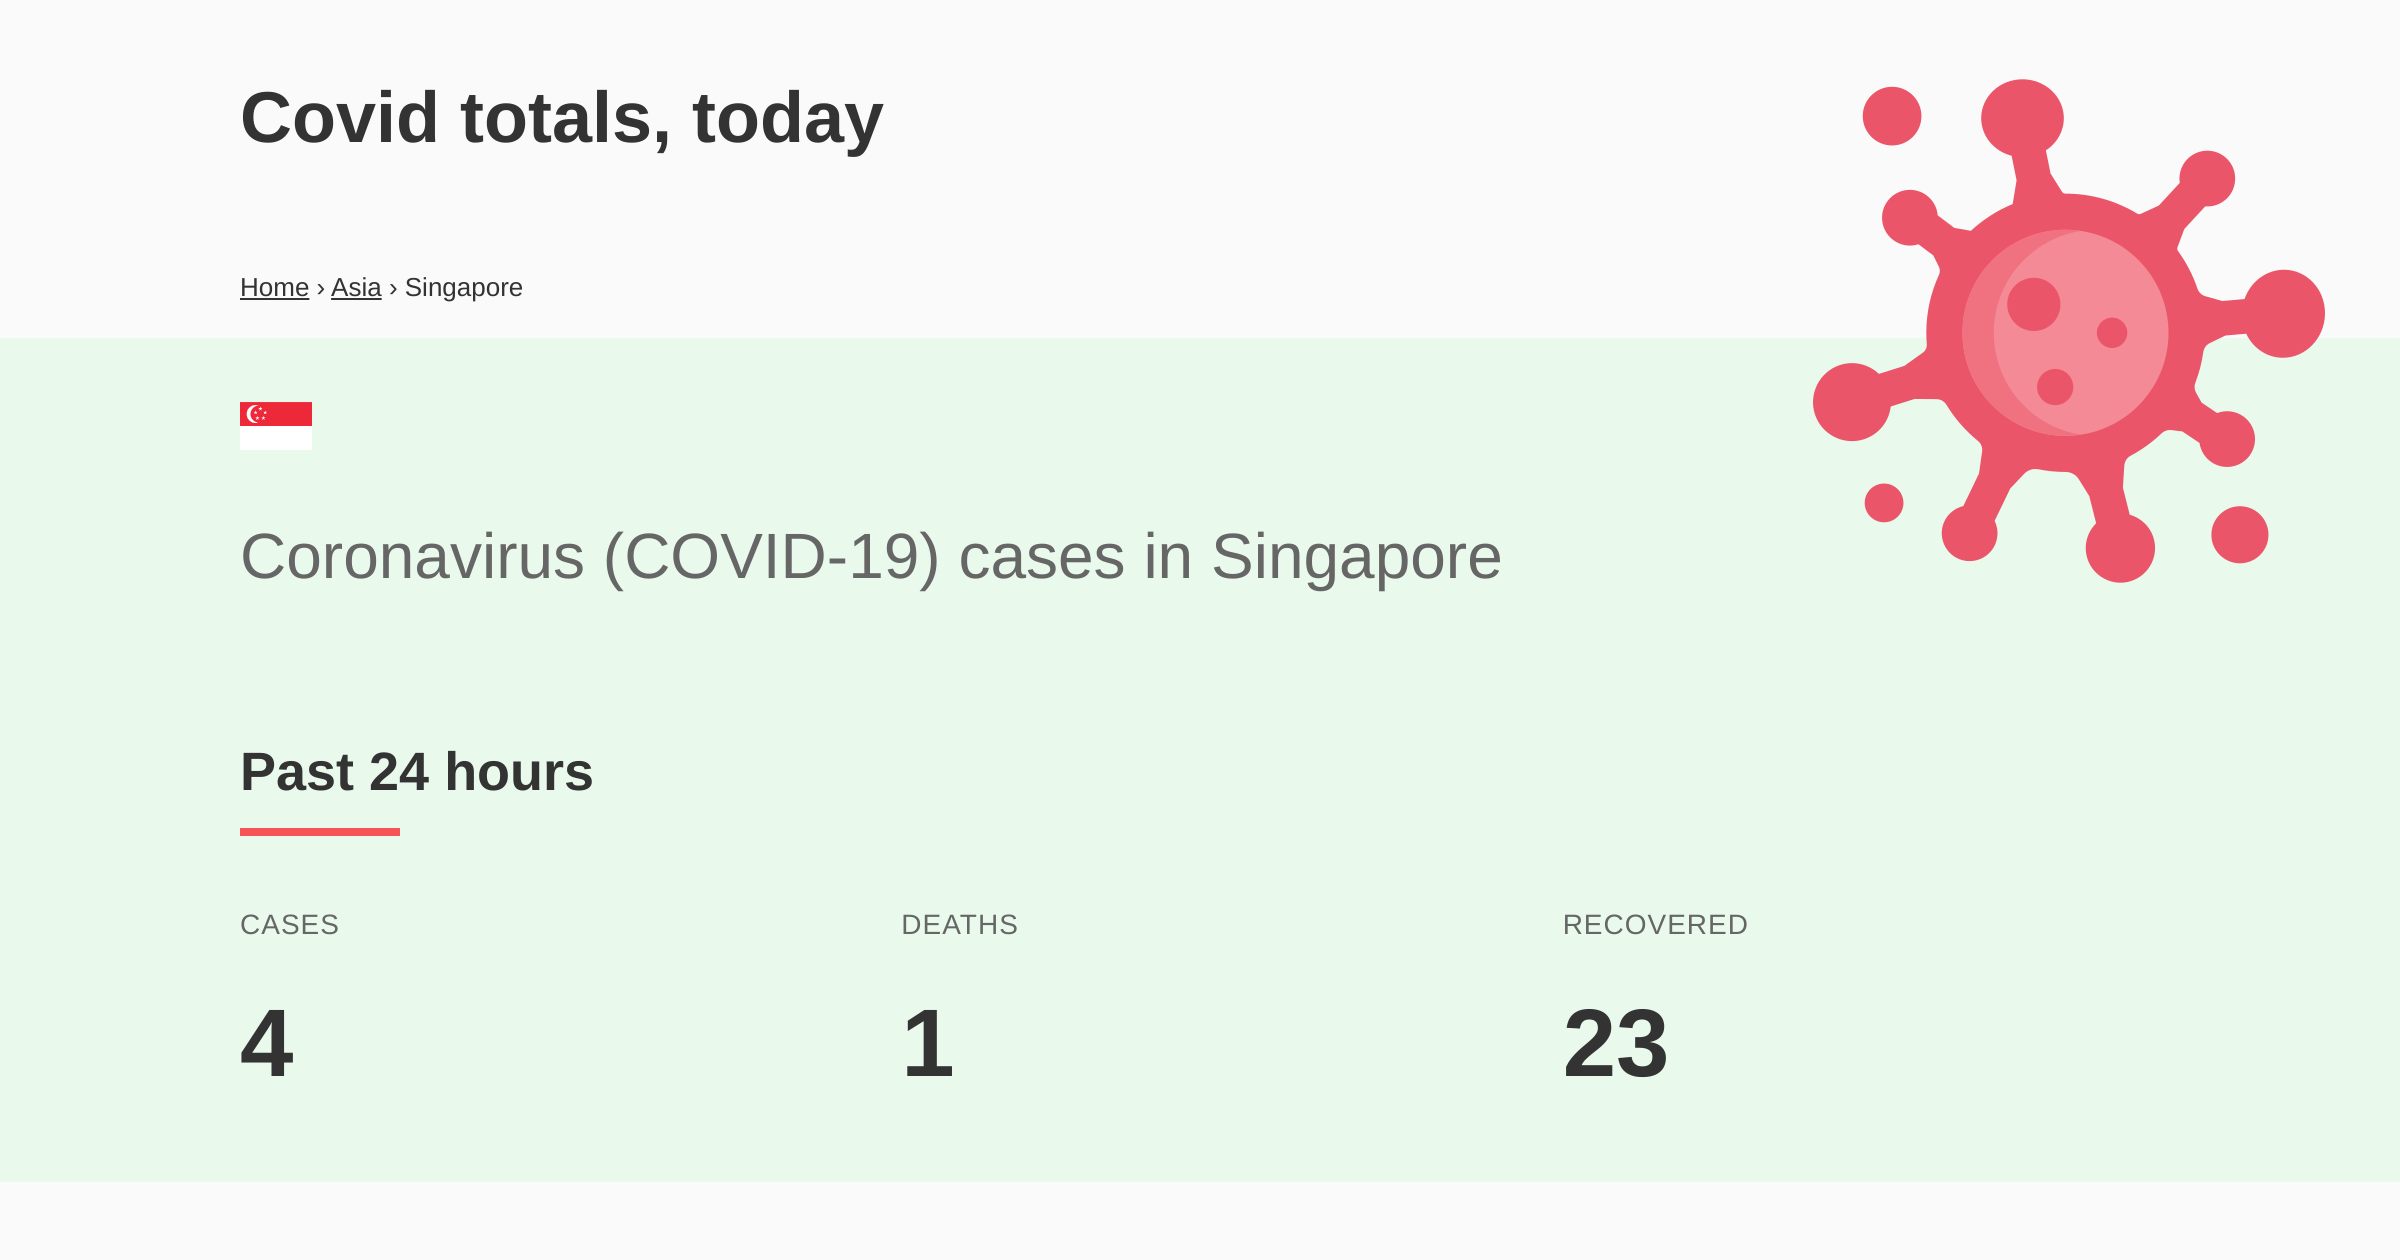 Covid totals, today
Home › Asia › Singapore
Coronavirus (COVID-19) cases in Singapore
Past 24 hours
CASES DEATHS RECOVERED
4 1 23